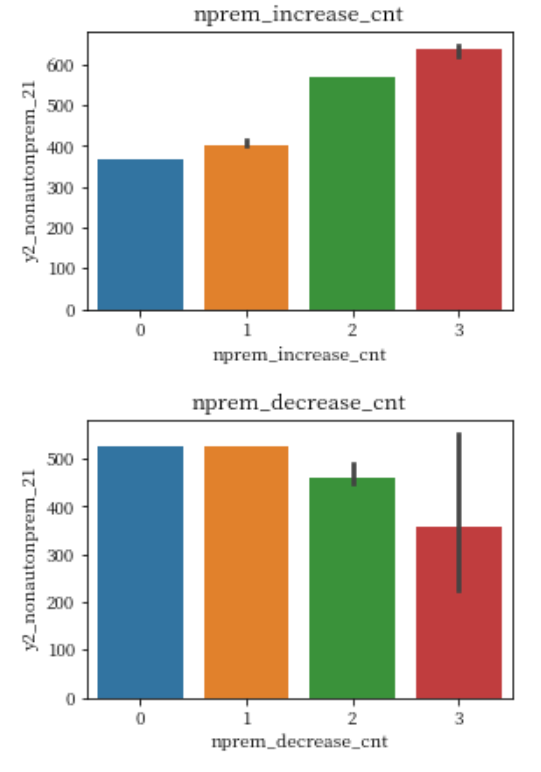 nprem_increase_cnt
600
500
400
300
200
100
0
y2_nonautonprem_21
0 1 2 3
nprem_increase_cnt
nprem_decrease_cnt
500
400
300
200
100
0
y2_nonautonprem_21
0 1 2 3
nprem_decrease_cnt